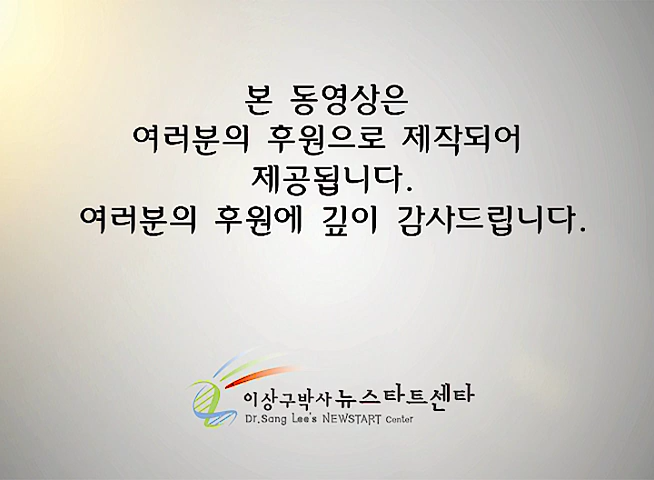 본 동영상은
여러분의 후원으로 제작되어
제공됩니다.
여러분의 후원에 깊이 감사드립니다.
이상구박사 뉴스타트센타
Dr.Sang Lee's NEWSTART Center